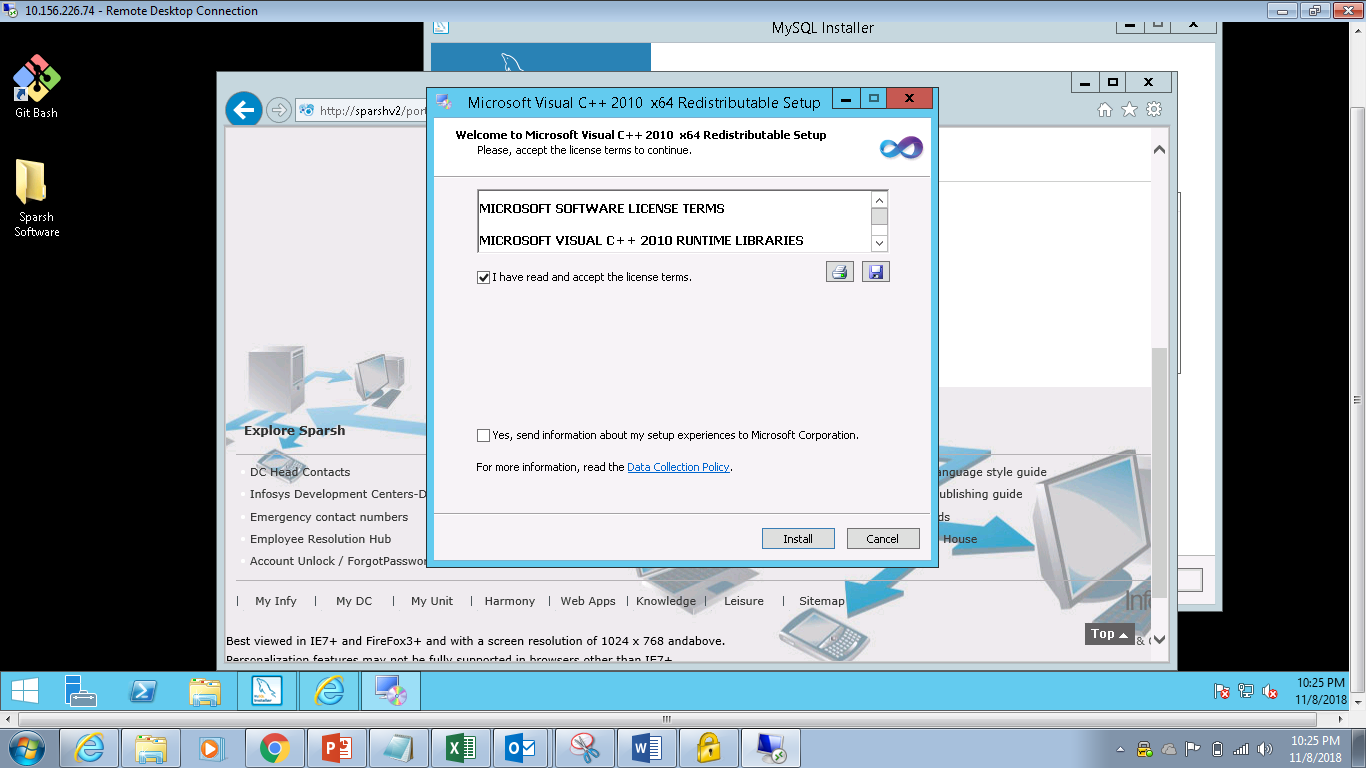 10.156.226.74 - Remote Desktop Connection
MySQL Installer
Git Bash
Sparsh
Software
http://sparshv2/por
Microsoft Visual C++ 2010 x64 Redistributable Setup
Welcome to Microsoft Visual C++ 2010 x64 Redistributable Setup
Please, accept the license terms to continue.
MICROSOFT SOFTWARE LICENSE TERMS
MICROSOFT VISUAL C++ 2010 RUNTIME LIBRARIES
I have read and accept the license terms.
Yes, send information about my setup experiences to Microsoft Corporation.
For more information, read the Data Collection Policy.
Install
Cancel
Explore Sparsh
DC Head Contacts
Infosys Development Centers-D
Emergency contact numbers
Employee Resolution Hub
Account Unlock / ForgotPasswo
anguage style guide
ublishing guide
ds
House
My Info | My DC | My Unit | Harmony | Web Apps | Knowledge | Leisure | Sitemap
Inf
Top
& C
Best viewed in IE7+ and FireFox3+ and with a screen resolution of 1024 x 768 andabove.
Personalization features may not be fully supported in browsers other than IE7+
10:25 PM
11/8/2018
10:25 PM
11/8/2018